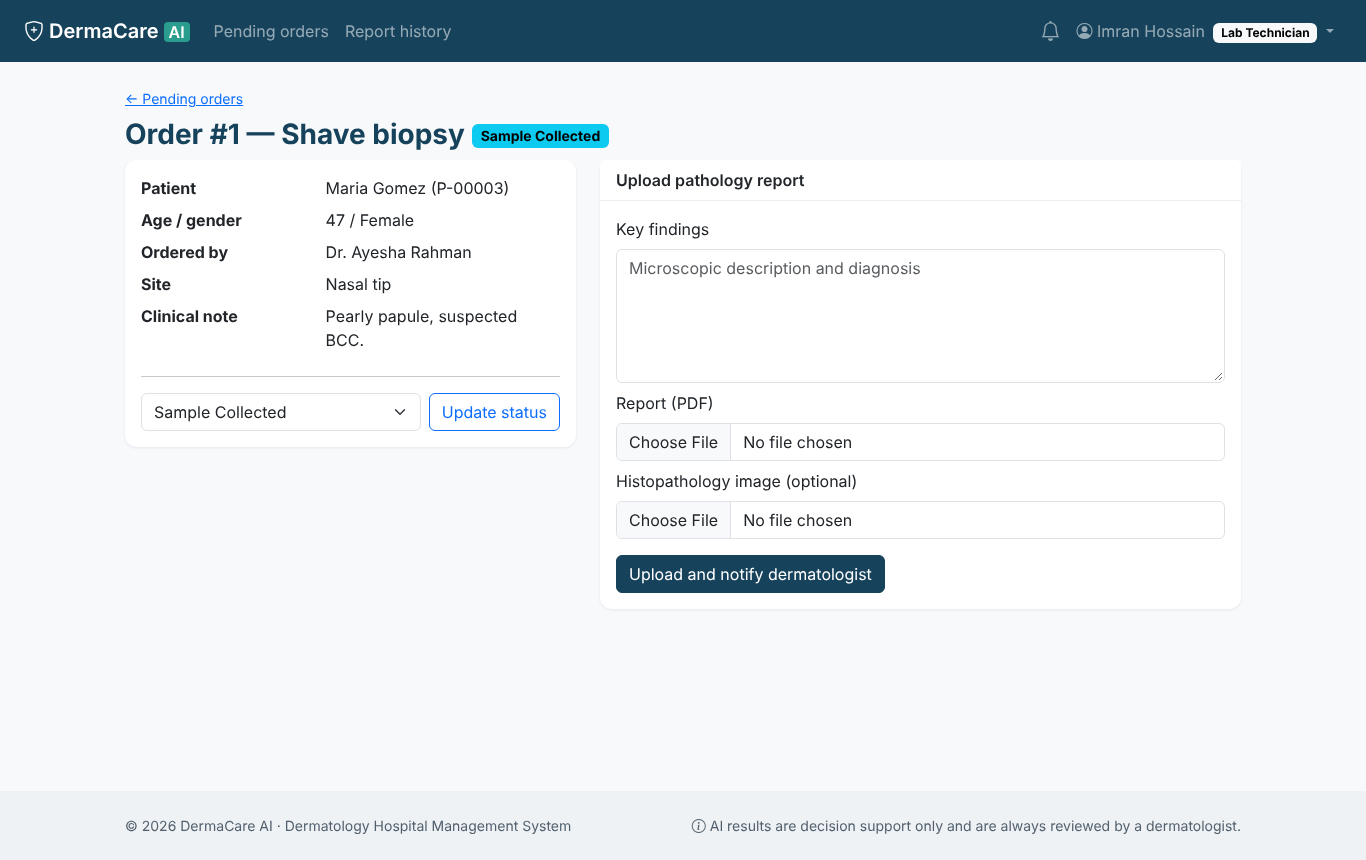 DermaCare AI
Pending orders
Report history
Imran Hossain
Lab Technician
← Pending orders
Order #1 — Shave biopsy
Sample Collected
Patient Maria Gomez (P-00003)
Age / gender 47 / Female
Ordered by Dr. Ayesha Rahman
Site Nasal tip
Clinical note Pearly papule, suspected
BCC.
Sample Collected
Update status
Upload pathology report
Key findings
Microscopic description and diagnosis
Report (PDF)
Choose File No file chosen
Histopathology image (optional)
Choose File No file chosen
Upload and notify dermatologist
© 2026 DermaCare AI · Dermatology Hospital Management System
AI results are decision support only and are always reviewed by a dermatologist.